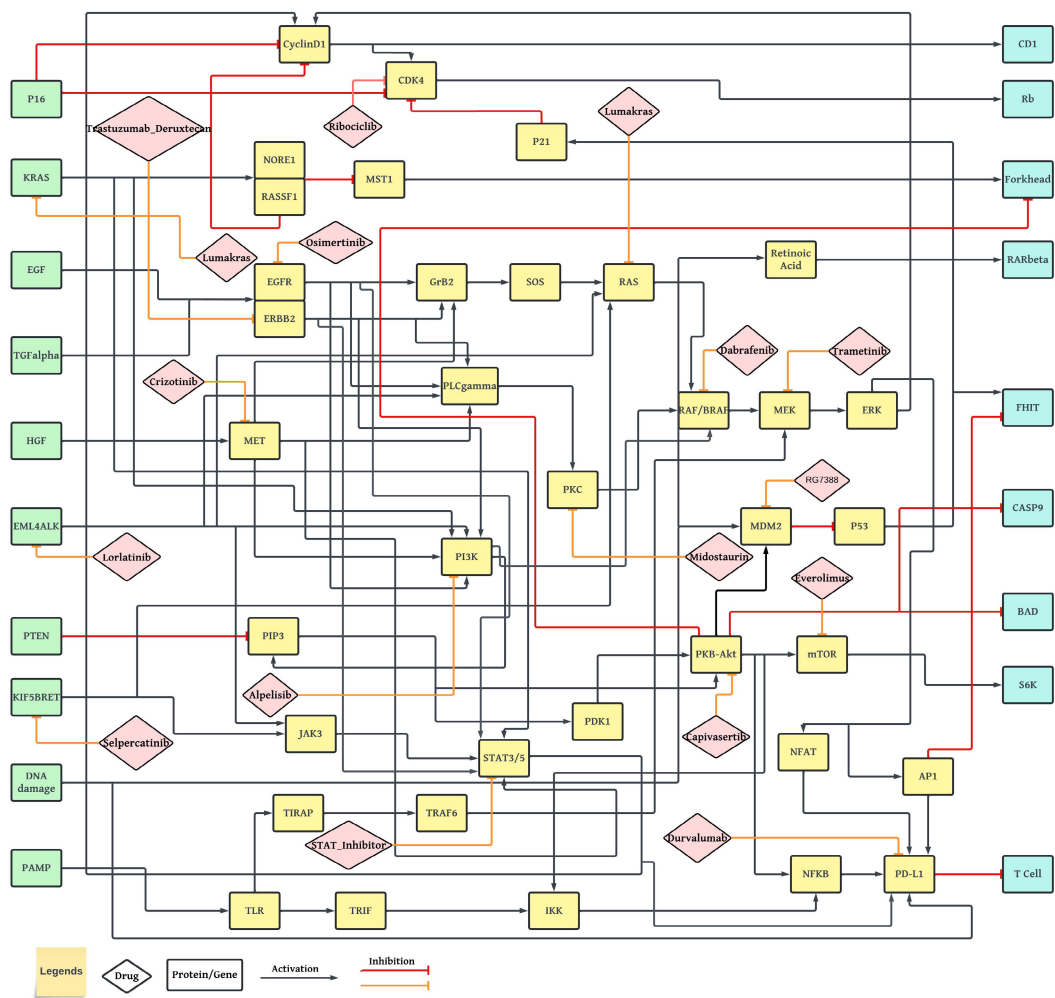 CyclinD1
CD1
CDK4
P16
Rb
Trastuzumab_Deruxtecan
Ribociclib
Lumakras
P21
NORE1
KRAS
RASSF1
MST1
Forkhead
Osimertinib
Lumakras
Retinoic
Acid
RARbeta
EGF
EGFR
GrB2
SOS
RAS
ERBB2
TGFalpha
Dabrafenib
Trametinib
Crizotinib
PLCgamma
RAF/BRAF
MEK
ERK
FHIT
HGF
MET
PKC
RG7388
CASP9
EML4ALK
MDM2
P53
Lorlatinib
PI3K
Midostaurin
Everolimus
BAD
PTEN
PIP3
PKB-Akt
mTOR
S6K
KIF5BRET
Alpelisib
PDK1
Selpercatinib
JAK3
Capivasertib
NFAT
STAT3/5
AP1
DNA
damage
TIRAP
TRAF6
STAT_Inhibitor
Durvalumab
PAMP
NFKB
PD-L1
T Cell
TLR
TRIF
IKK
Legends
Drug
Protein/Gene
Activation
Inhibition